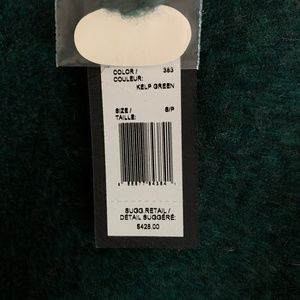 COLOR / 383
COULEUR:
KELP GREEN
SIZE / S/P
TAILLE:
SUGG.RETAIL /
DÉTAIL SUGGÉRÉ:
$428.00